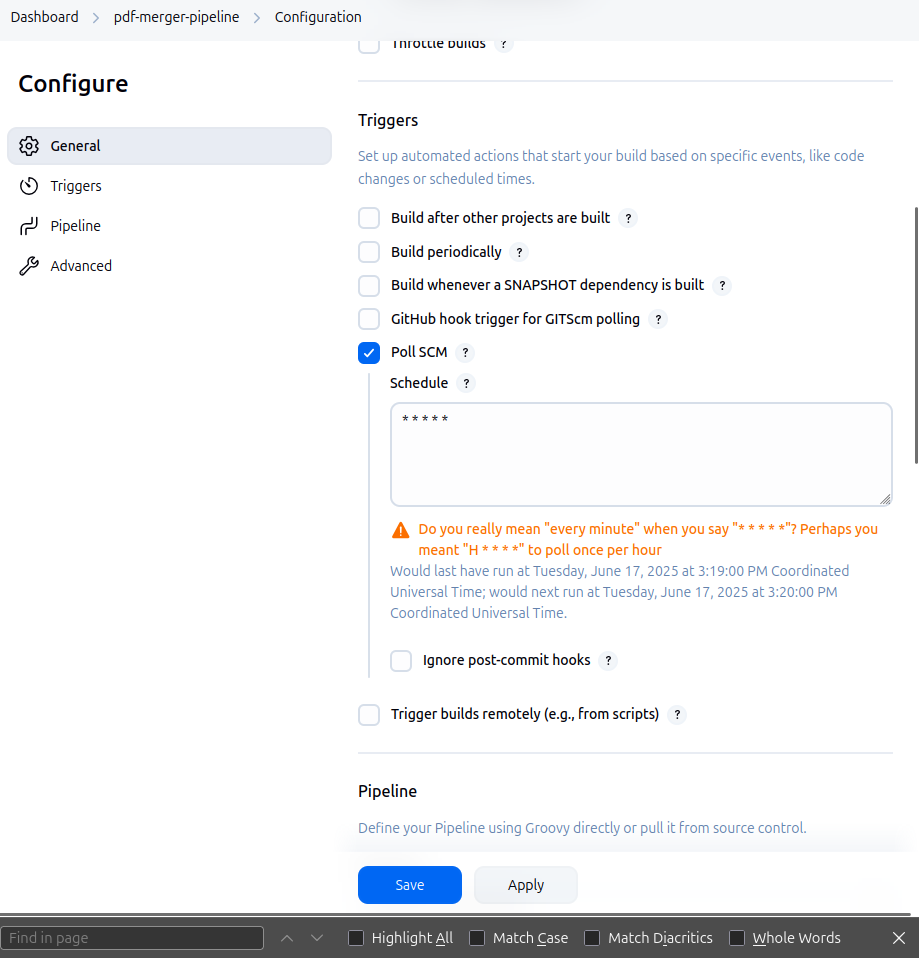 Dashboard > pdf-merger-pipeline > Configuration
Throttle builds ?
Configure
General
Triggers
Pipeline
Advanced
Triggers
Set up automated actions that start your build based on specific events, like code
changes or scheduled times.
Build after other projects are built ?
Build periodically ?
Build whenever a SNAPSHOT dependency is built ?
GitHub hook trigger for GITScm polling ?
Poll SCM ?
Schedule ?
* * * * *
Do you really mean "every minute" when you say "* * * * *"? Perhaps you
meant "H * * * *" to poll once per hour
Would last have run at Tuesday, June 17, 2025 at 3:19:00 PM Coordinated
Universal Time; would next run at Tuesday, June 17, 2025 at 3:20:00 PM
Coordinated Universal Time.
Ignore post-commit hooks ?
Trigger builds remotely (e.g., from scripts) ?
Pipeline
Define your Pipeline using Groovy directly or pull it from source control.
Save Apply
Find in page Highlight All Match Case Match Diacritics Whole Words